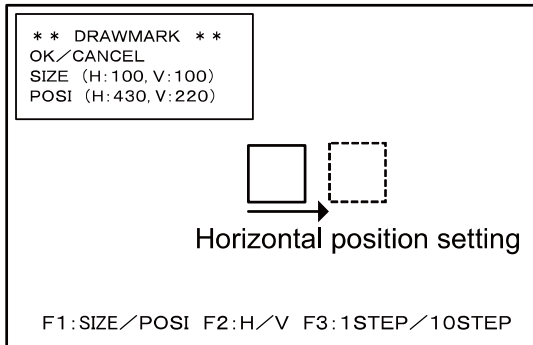 ** DRAWMARK **
OK／CANCEL
SIZE (H:100, V:100)
POSI (H:430, V:220)
Horizontal position setting
F1:SIZE／POSI F2:H／V F3:1STEP／10STEP